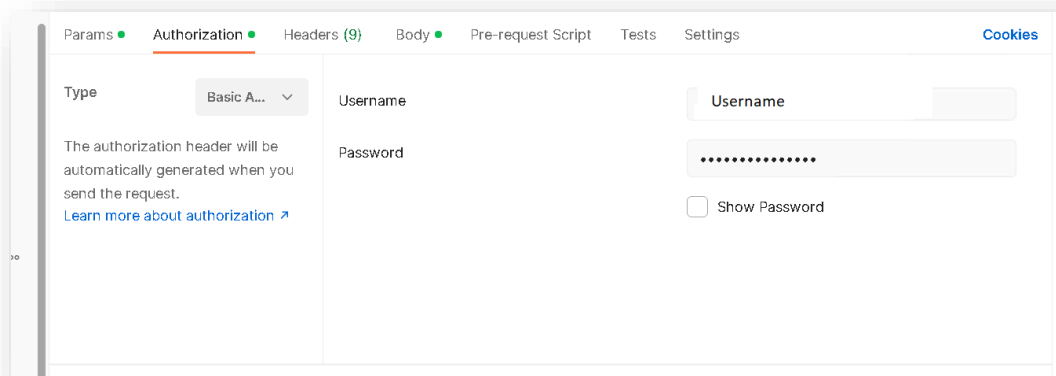 Params Authorization Headers (9) Body Pre-request Script Tests Settings Cookies
Type Basic A...
The authorization header will be
automatically generated when you
send the request.
Learn more about authorization ↗
Username Username
Password •••••••••••••••
Show Password